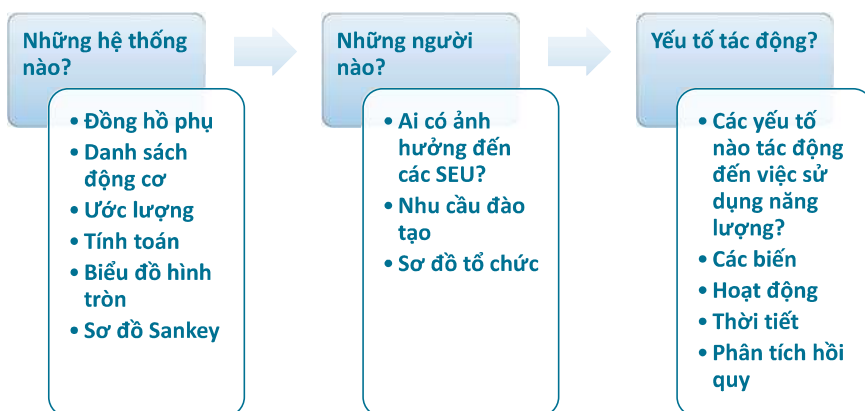 Những hệ thống
nào?
• Đồng hồ phụ
• Danh sách
động cơ
• Ước lượng
• Tính toán
• Biểu đồ hình
tròn
• Sơ đồ Sankey
Những người
nào?
• Ai có ảnh
hưởng đến
các SEU?
• Nhu cầu đào
tạo
• Sơ đồ tổ chức
Yếu tố tác động?
• Các yếu tố
nào tác động
đến việc sử
dụng năng
lượng?
• Các biến
• Hoạt động
• Thời tiết
• Phân tích hồi
quy